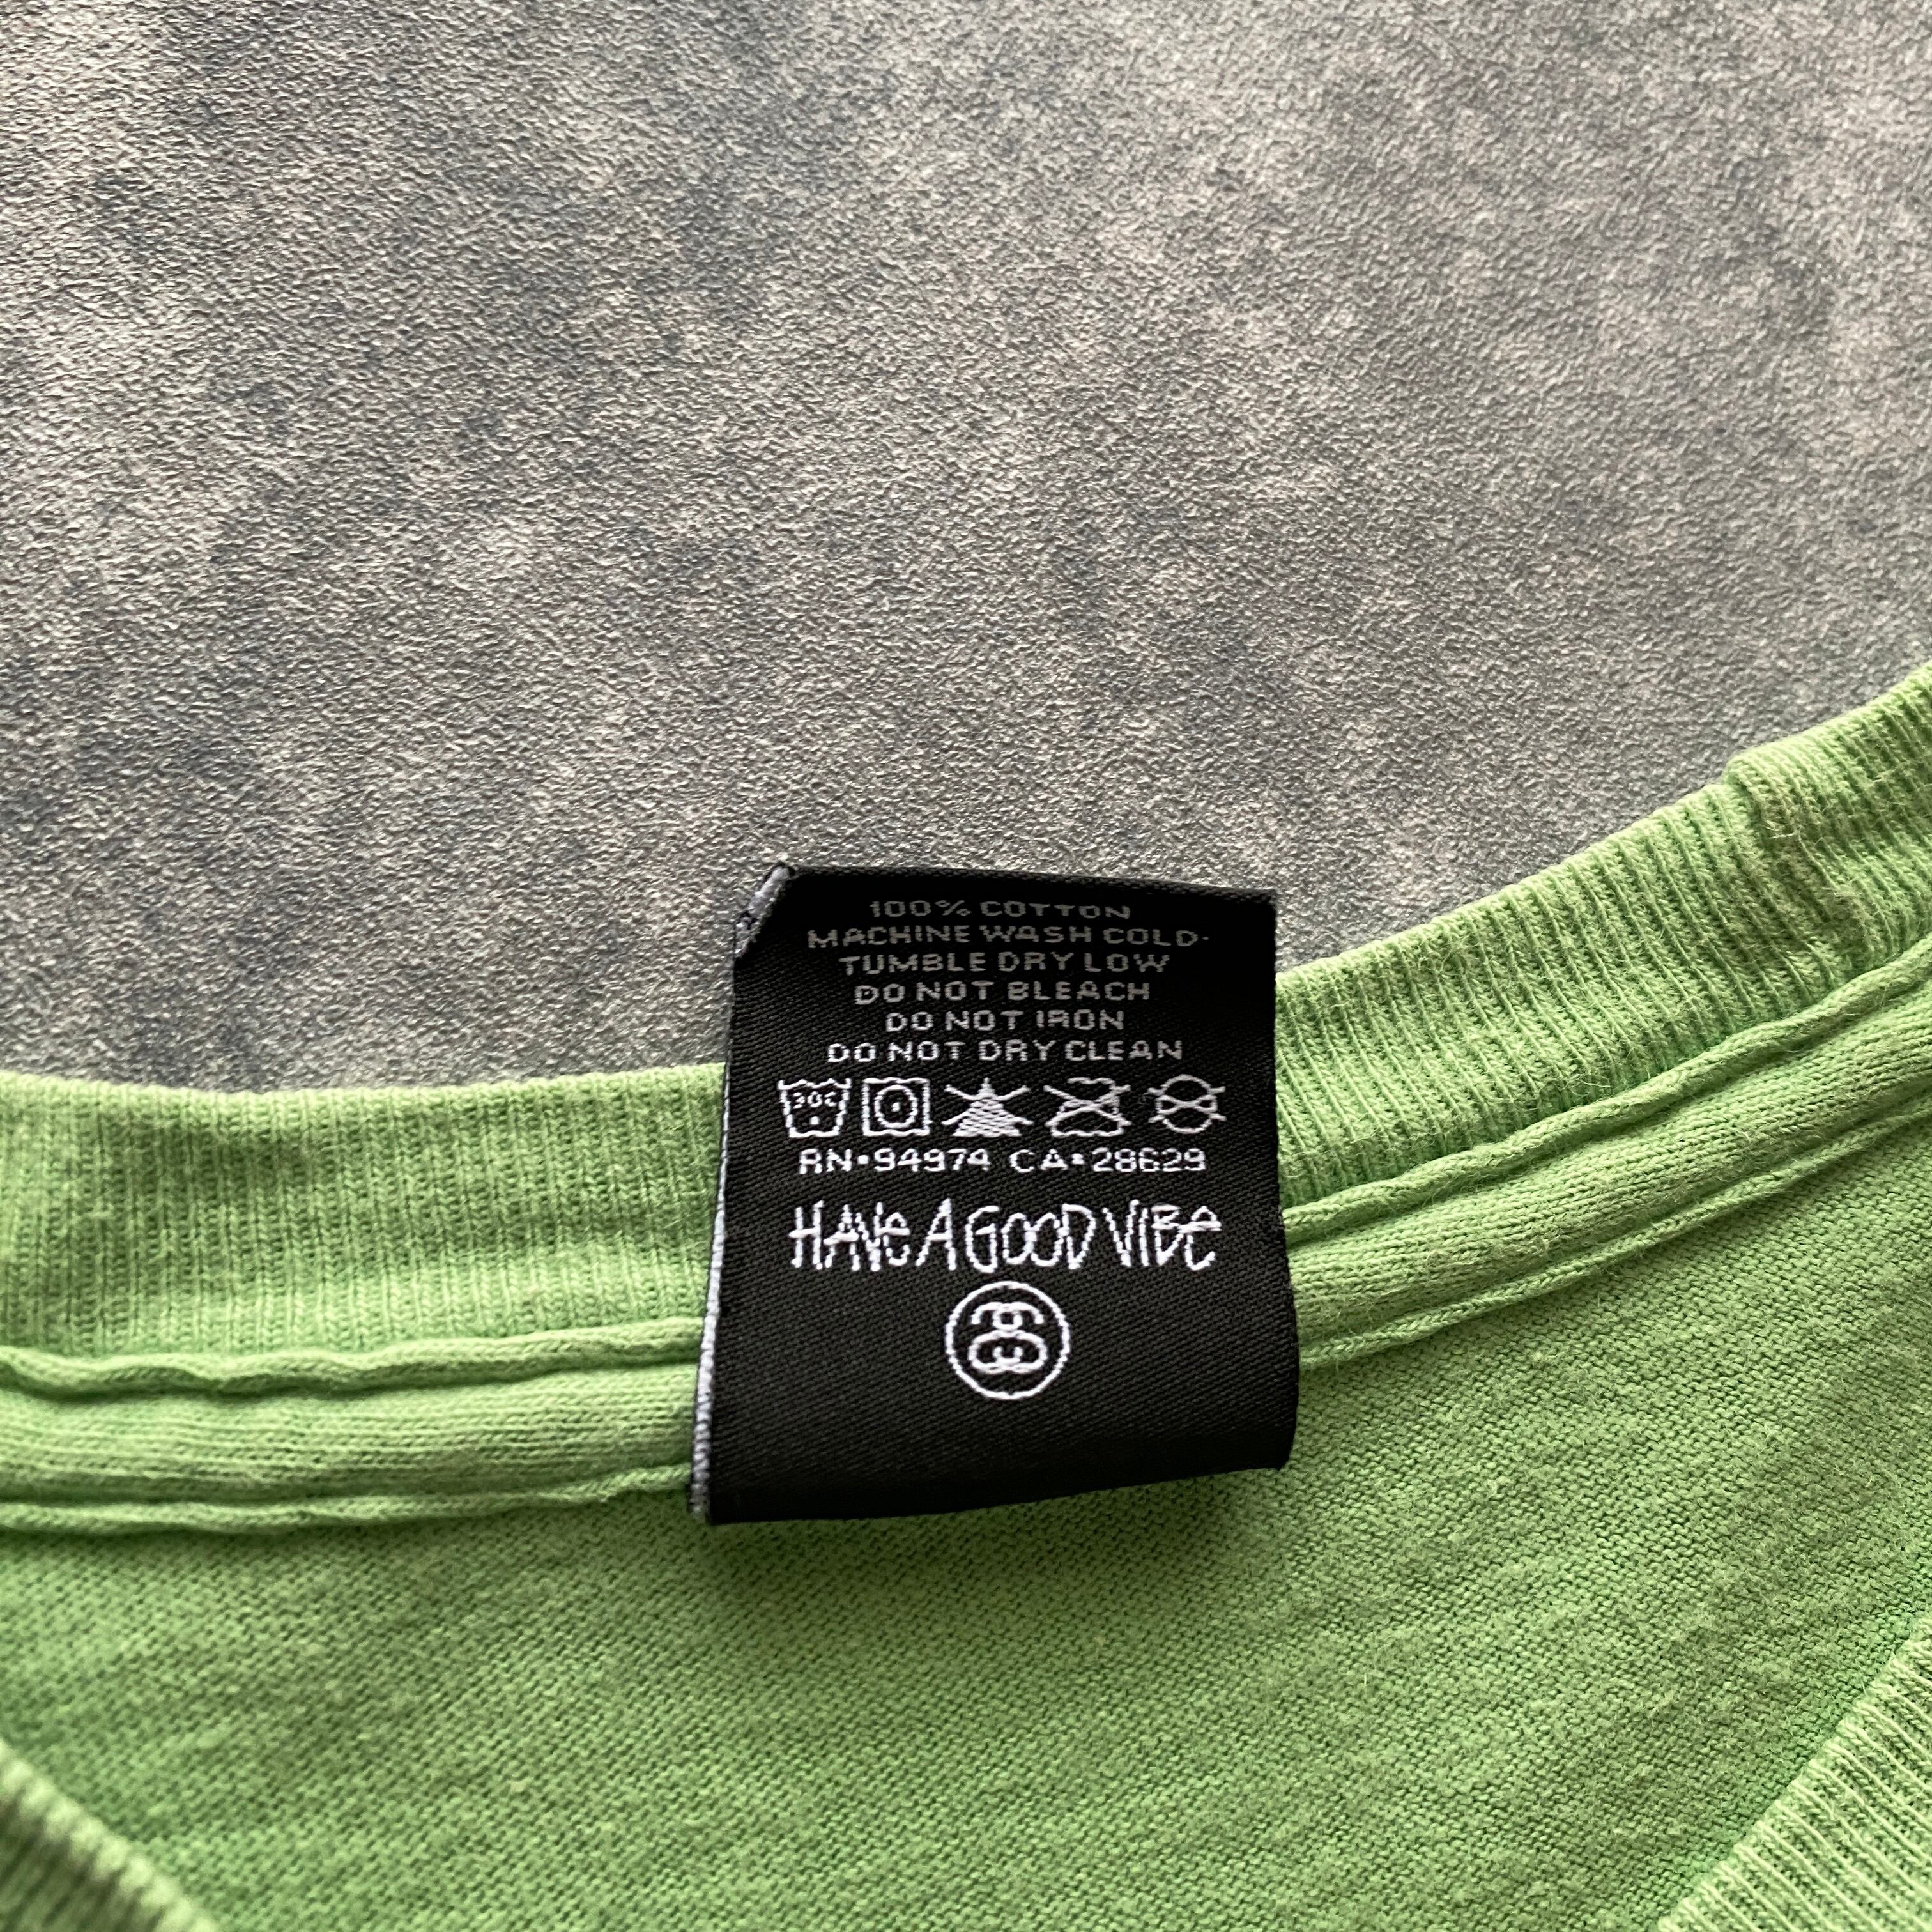 100% COTTON
MACHINE WASH COLD·
TUMBLE DRY LOW
DO NOT BLEACH
DO NOT IRON
DO NOT DRY CLEAN
30C
RN•94974 CA•28629
HAVe A GOOD VIBe